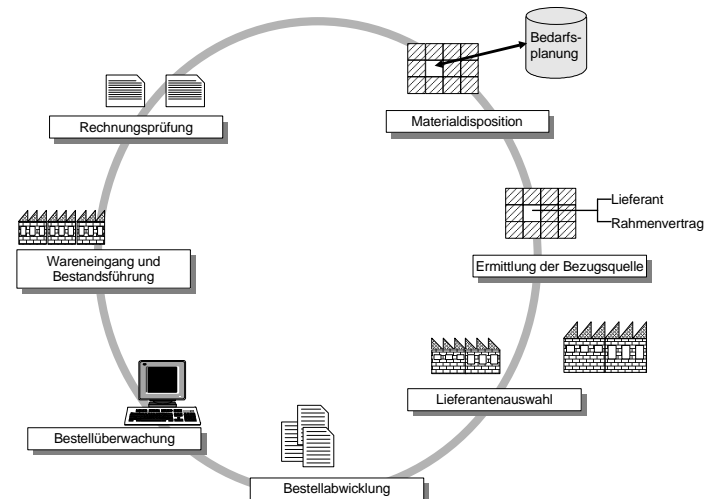 Bedarfs-
planung
Materialdisposition
Rechnungsprüfung
Lieferant
Rahmenvertrag
Ermittlung der Bezugsquelle
Wareneingang und
Bestandsführung
Lieferantenauswahl
Bestellüberwachung
Bestellabwicklung